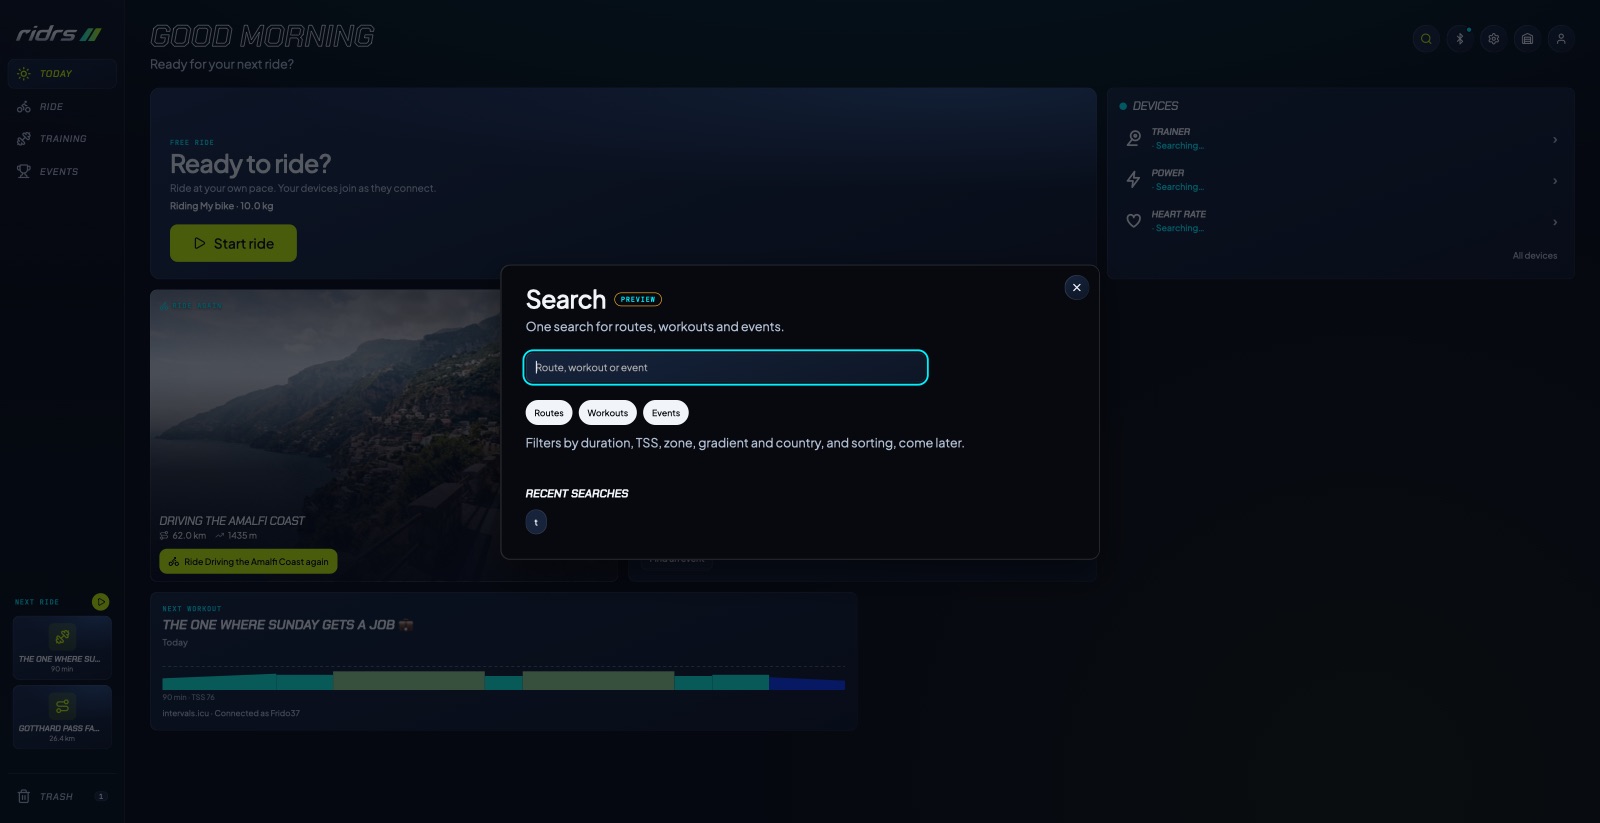 ridrs
TODAY
RIDE
TRAINING
EVENTS
GOOD MORNING
Ready for your next ride?
FREE RIDE
Ready to ride?
Ride at your own pace. Your devices join as they connect.
Riding My bike · 10.0 kg
Start ride
DEVICES
TRAINER
· Searching…
POWER
· Searching…
HEART RATE
· Searching…
All devices
Search
PREVIEW
One search for routes, workouts and events.
Route, workout or event
Routes
Workouts
Events
Filters by duration, TSS, zone, gradient and country, and sorting, come later.
RECENT SEARCHES
t
RIDE AGAIN
DRIVING THE AMALFI COAST
62.0 km 1435 m
Ride Driving the Amalfi Coast again
Find an event
NEXT WORKOUT
THE ONE WHERE SUNDAY GETS A JOB 💼
Today
90 min · TSS 76
intervals.icu · Connected as Frido37
NEXT RIDE
THE ONE WHERE SU…
90 min
GOTTHARD PASS FA…
26.4 km
TRASH 1